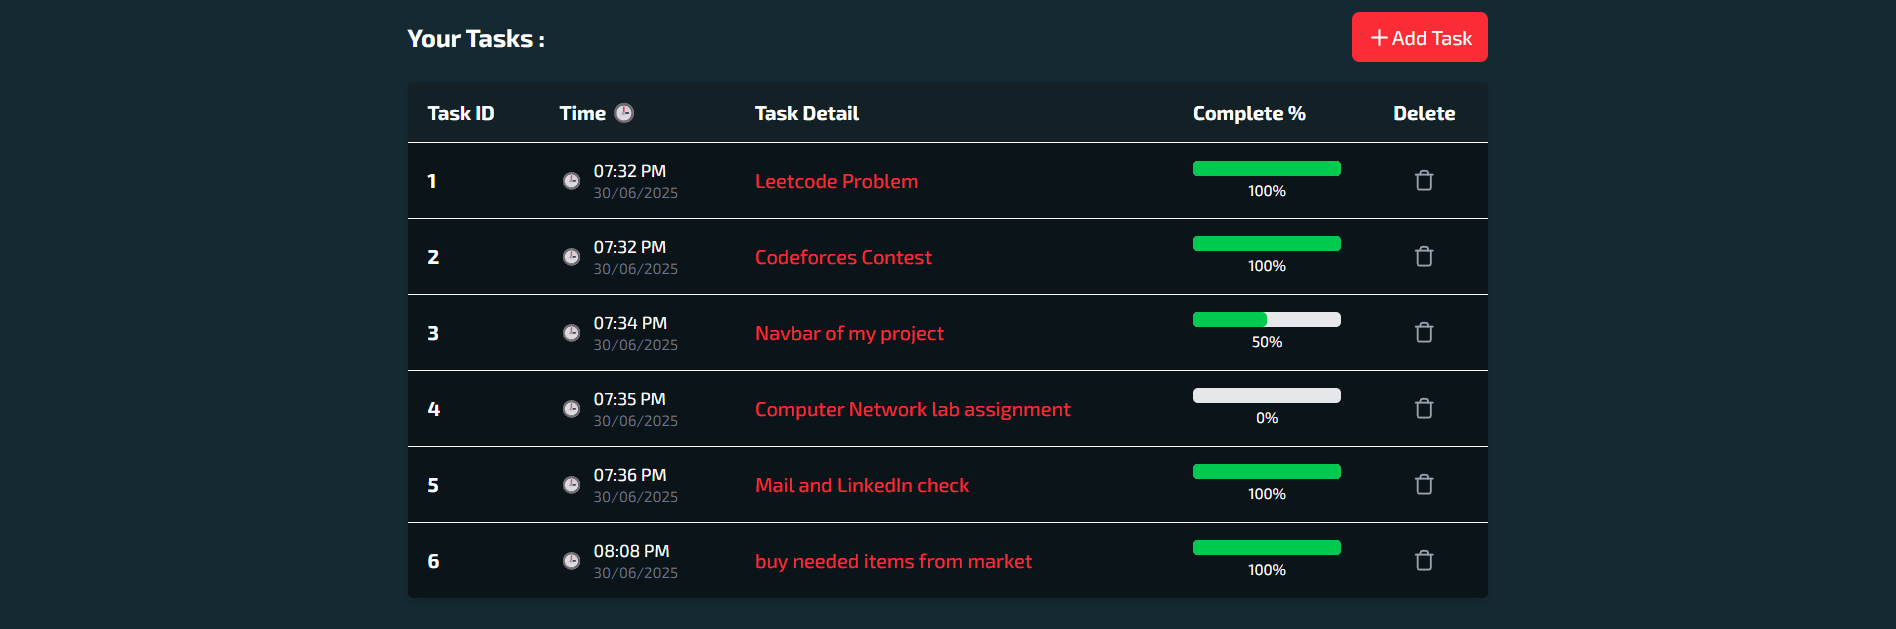 Your Tasks :
+ Add Task
Task ID Time Task Detail Complete % Delete
1 07:32 PM Leetcode Problem 100%
30/06/2025
2 07:32 PM Codeforces Contest 100%
30/06/2025
3 07:34 PM Navbar of my project 50%
30/06/2025
4 07:35 PM Computer Network lab assignment 0%
30/06/2025
5 07:36 PM Mail and LinkedIn check 100%
30/06/2025
6 08:08 PM buy needed items from market 100%
30/06/2025